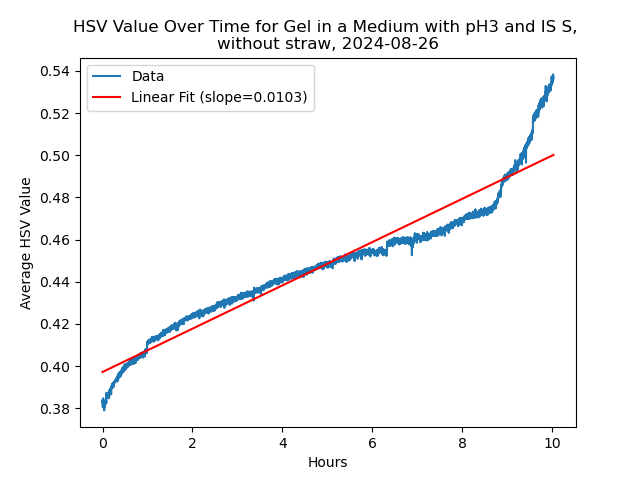 HSV Value Over Time for Gel in a Medium with pH3 and IS S,
without straw, 2024-08-26
Data
Linear Fit (slope=0.0103)
0.54
0.52
0.50
0.48
0.46
0.44
0.42
0.40
0.38
Average HSV Value
0 2 4 6 8 10
Hours